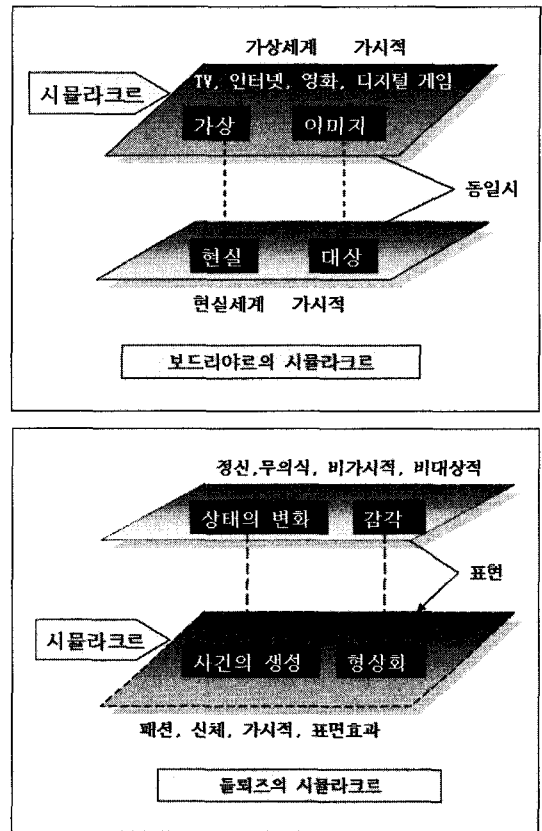 가상세계 가시적
시뮬라크르
TV, 인터넷, 영화, 디지털 게임
가상 이미지
동일시
현실 대상
현실세계 가시적
보드리야르의 시뮬라크르
정신,무의식, 비가시적, 비대상적
상태의 변화 감각
표현
시뮬라크르
사건의 생성 형상화
패션, 신체, 가시적, 표면효과
들뢰즈의 시뮬라크르